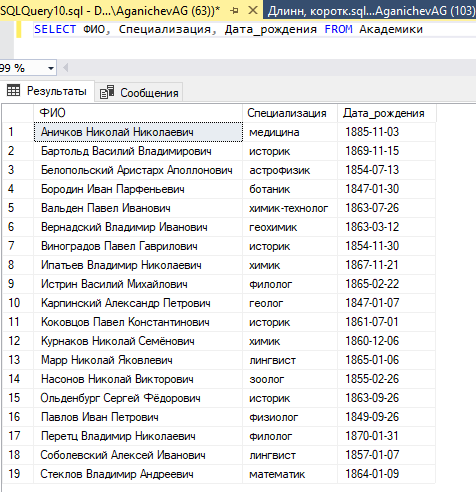 SQLQuery10.sql - D...\AganichevAG (63))* Длинн, коротк.sql...AganichevAG (103)
SELECT ФИО, Специализация, Дата_рождения FROM Академики
99 %
Результаты Сообщения
ФИО Специализация Дата_рождения
1 Аничков Николай Николаевич медицина 1885-11-03
2 Бартольд Василий Владимирович историк 1869-11-15
3 Белопольский Аристарх Аполлонович астрофизик 1854-07-13
4 Бородин Иван Парфеньевич ботаник 1847-01-30
5 Вальден Павел Иванович химик-технолог 1863-07-26
6 Вернадский Владимир Иванович геохимик 1863-03-12
7 Виноградов Павел Гаврилович историк 1854-11-30
8 Ипатьев Владимир Николаевич химик 1867-11-21
9 Истрин Василий Михайлович филолог 1865-02-22
10 Карпинский Александр Петрович геолог 1847-01-07
11 Коковцов Павел Константинович историк 1861-07-01
12 Курнаков Николай Семёнович химик 1860-12-06
13 Марр Николай Яковлевич лингвист 1865-01-06
14 Насонов Николай Викторович зоолог 1855-02-26
15 Ольденбург Сергей Фёдорович историк 1863-09-26
16 Павлов Иван Петрович физиолог 1849-09-26
17 Перетц Владимир Николаевич филолог 1870-01-31
18 Соболевский Алексей Иванович лингвист 1857-01-07
19 Стеклов Владимир Андреевич математик 1864-01-09